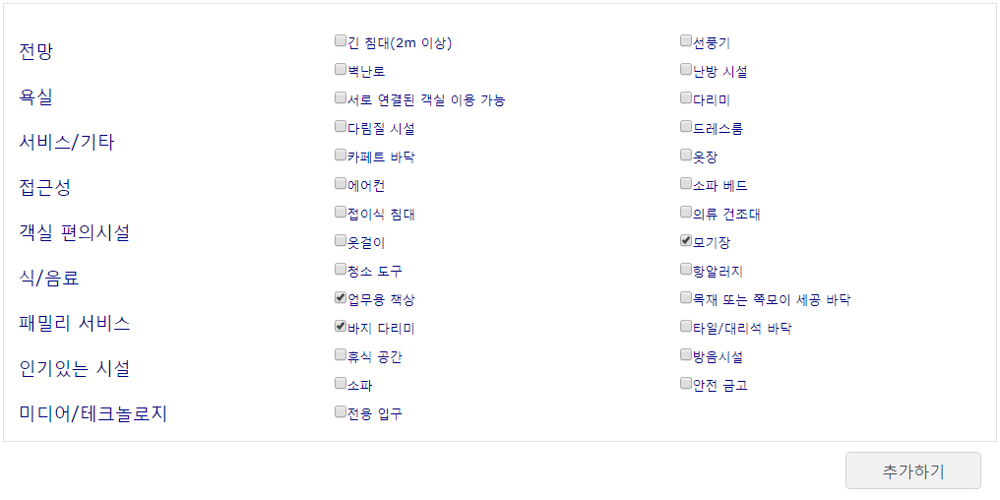 전망
욕실
서비스/기타
접근성
객실 편의시설
식/음료
패밀리 서비스
인기있는 시설
미디어/테크놀로지
긴 침대(2m 이상)
벽난로
서로 연결된 객실 이용 가능
다림질 시설
카페트 바닥
에어컨
접이식 침대
옷걸이
청소 도구
업무용 책상
바지 다리미
휴식 공간
소파
전용 입구
선풍기
난방 시설
다리미
드레스룸
옷장
소파 베드
의류 건조대
모기장
항알러지
목재 또는 쪽모이 세공 바닥
타일/대리석 바닥
방음시설
안전 금고
추가하기